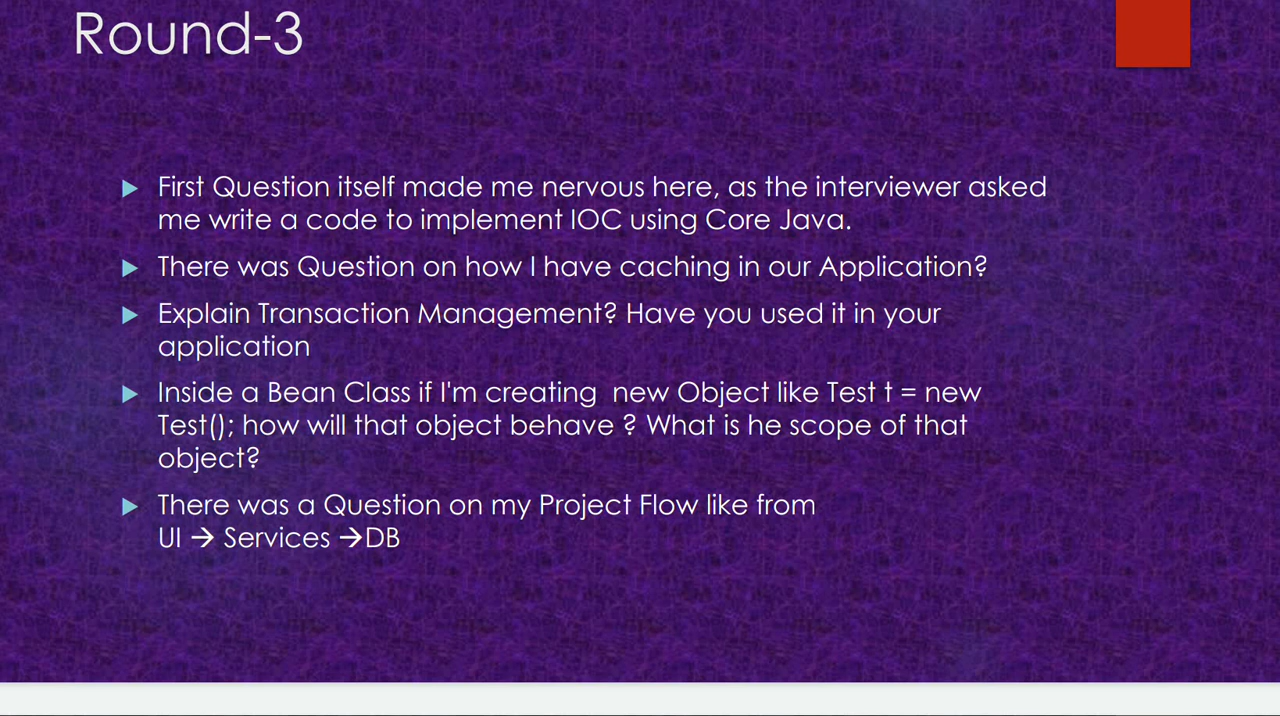 Round-3
First Question itself made me nervous here, as the interviewer asked
me write a code to implement IOC using Core Java.
There was Question on how I have caching in our Application?
Explain Transaction Management? Have you used it in your
application
Inside a Bean Class if I'm creating  new Object like Test t = new
Test(); how will that object behave ? What is he scope of that
object?
There was a Question on my Project Flow like from
UI → Services →DB